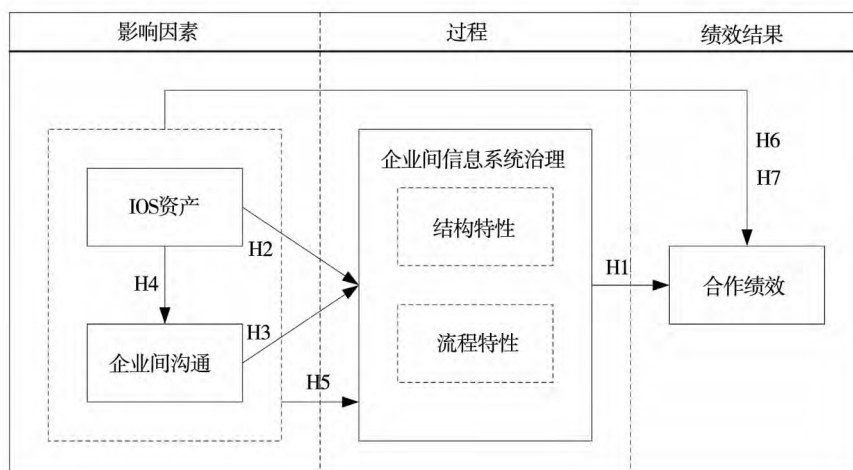 影响因素
过程
绩效结果
IOS资产
H2
H4
H3
企业间沟通
H5
企业间信息系统治理
结构特性
流程特性
H1
H6
H7
合作绩效